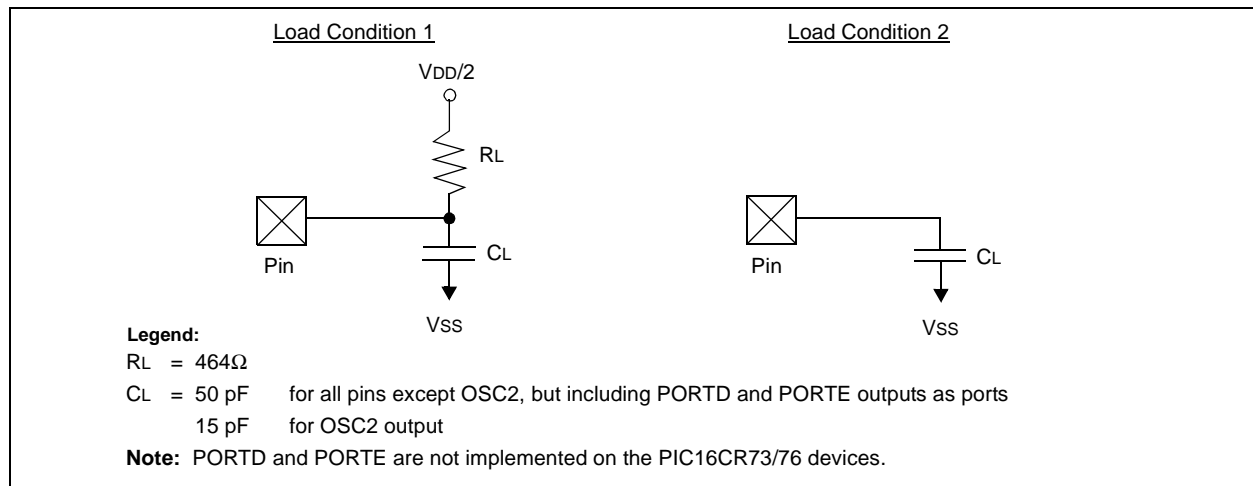 Load Condition 1
Load Condition 2
VDD/2
RL
Pin
CL
VSS
Pin
CL
VSS
Legend:
RL = 464Ω
CL = 50 pF for all pins except OSC2, but including PORTD and PORTE outputs as ports
15 pF for OSC2 output
Note: PORTD and PORTE are not implemented on the PIC16CR73/76 devices.